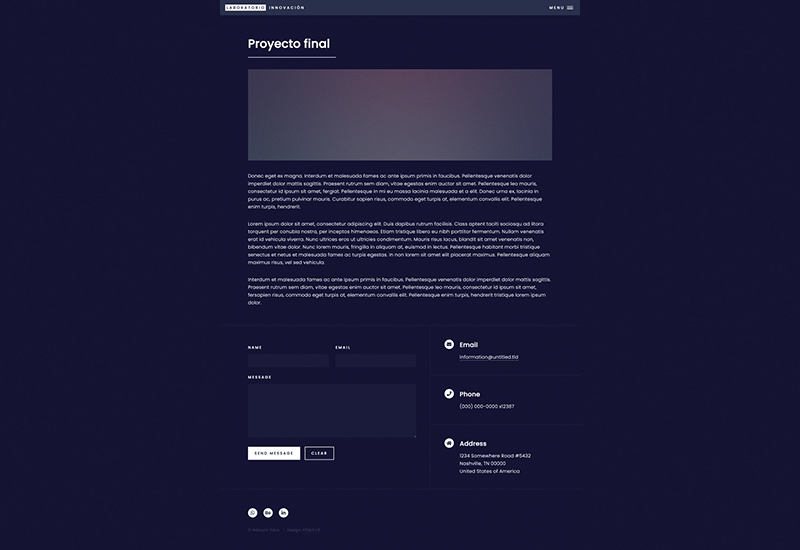 LABORATORIO INNOVACIÓN
MENU
Proyecto final
Donec eget ex magna. Interdum et malesuada fames ac ante ipsum primis in faucibus. Pellentesque venenatis dolor
imperdiet dolor mattis sagittis. Praesent rutrum sem diam, vitae egestas enim auctor sit amet. Pellentesque leo mauris,
consectetur id ipsum sit amet, fergiat. Pellentesque in mi eu massa lacinia malesuada et a elit. Donec urna ex, lacinia in
purus ac, pretium pulvinar mauris. Curabitur sapien risus, commodo eget turpis at, elementum convallis elit. Pellentesque
enim turpis, hendrerit.
Lorem ipsum dolor sit amet, consectetur adipiscing elit. Duis dapibus rutrum facilisis. Class aptent taciti sociosqu ad litora
torquent per conubia nostra, per inceptos himenaeos. Etiam tristique libero eu nibh porttitor fermentum. Nullam venenatis
erat id vehicula viverra. Nunc ultrices eros ut ultricies condimentum. Mauris risus lacus, blandit sit amet venenatis non,
bibendum vitae dolor. Nunc lorem mauris, fringilla in aliquam at, euismod in lectus. Pellentesque habitant morbi tristique
senectus et netus et malesuada fames ac turpis egestas. In non lorem sit amet elit placerat maximus. Pellentesque aliquam
maximus risus, vel sed vehicula.
Interdum et malesuada fames ac ante ipsum primis in faucibus. Pellentesque venenatis dolor imperdiet dolor mattis sagittis.
Praesent rutrum sem diam, vitae egestas enim auctor sit amet. Pellentesque leo mauris, consectetur id ipsum sit amet,
fersapien risus, commodo eget turpis at, elementum convallis elit. Pellentesque enim turpis, hendrerit tristique lorem ipsum
dolor.
NAME
EMAIL
MESSAGE
SEND MESSAGE
CLEAR
Email
information@untitled.tld
Phone
(000) 000-0000 x12387
Address
1234 Somewhere Road #5432
Nashville, TN 00000
United States of America
Design: